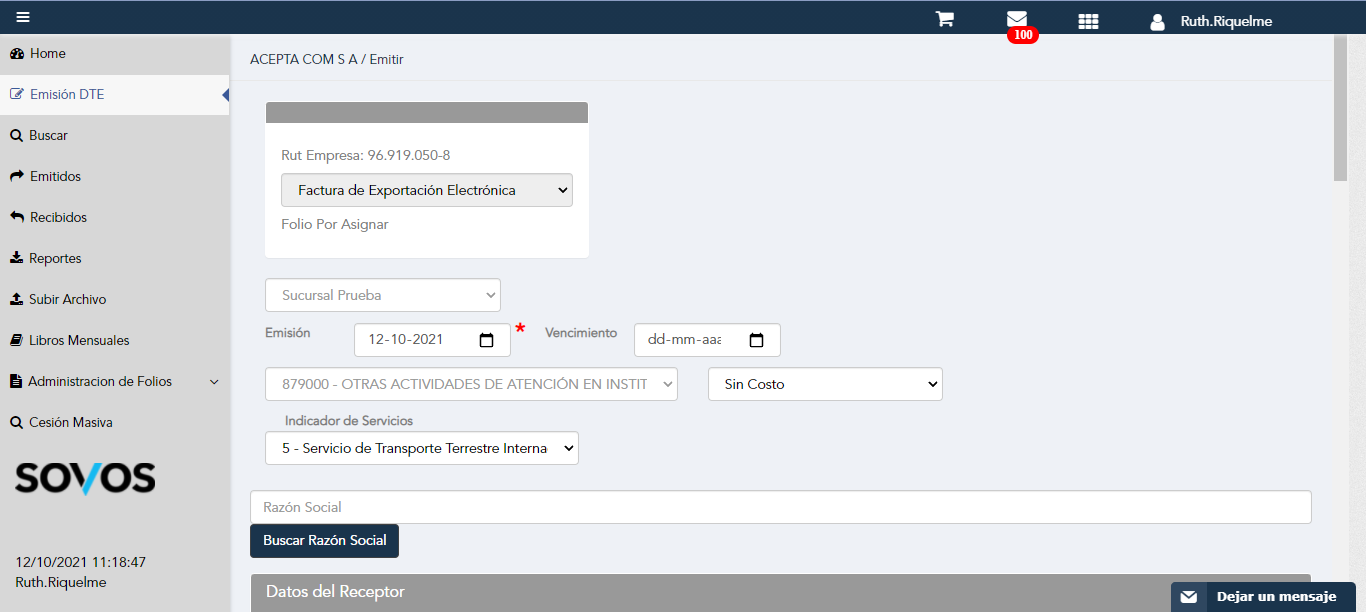 Ruth.Riquelme
100
Home
Emisión DTE
Buscar
Emitidos
Recibidos
Reportes
Subir Archivo
Libros Mensuales
Administracion de Folios
Cesión Masiva
SOVOS
12/10/2021 11:18:47
Ruth.Riquelme
ACEPTA COM S A / Emitir
Rut Empresa: 96.919.050-8
Factura de Exportación Electrónica
Folio Por Asignar
Sucursal Prueba
Emisión 12-10-2021 * Vencimiento dd-mm-aaa
879000 - OTRAS ACTIVIDADES DE ATENCIÓN EN INSTIT Sin Costo
Indicador de Servicios
5 - Servicio de Transporte Terrestre Interna
Razón Social
Buscar Razón Social
Datos del Receptor
Dejar un mensaje